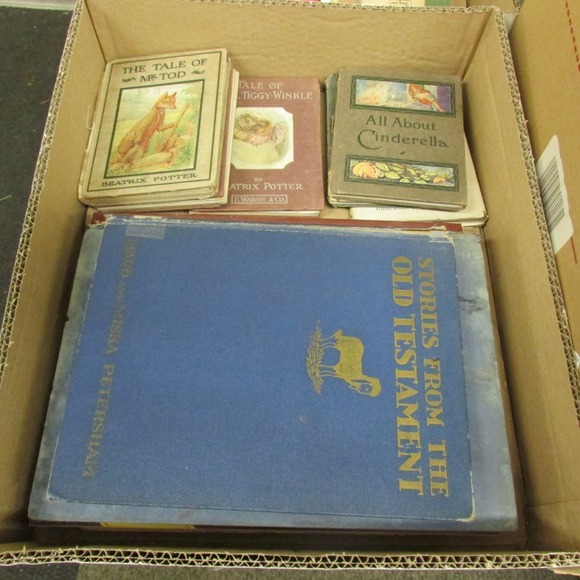 THE TALE OF
MR. TOD
BEATRIX POTTER
TALE OF
TIGGY-WINKLE
BY
BEATRIX POTTER
F. WARNE & Co.
All About
Cinderella
STORIES FROM THE
OLD TESTAMENT
MAUD AND MISKA PETERSHAM